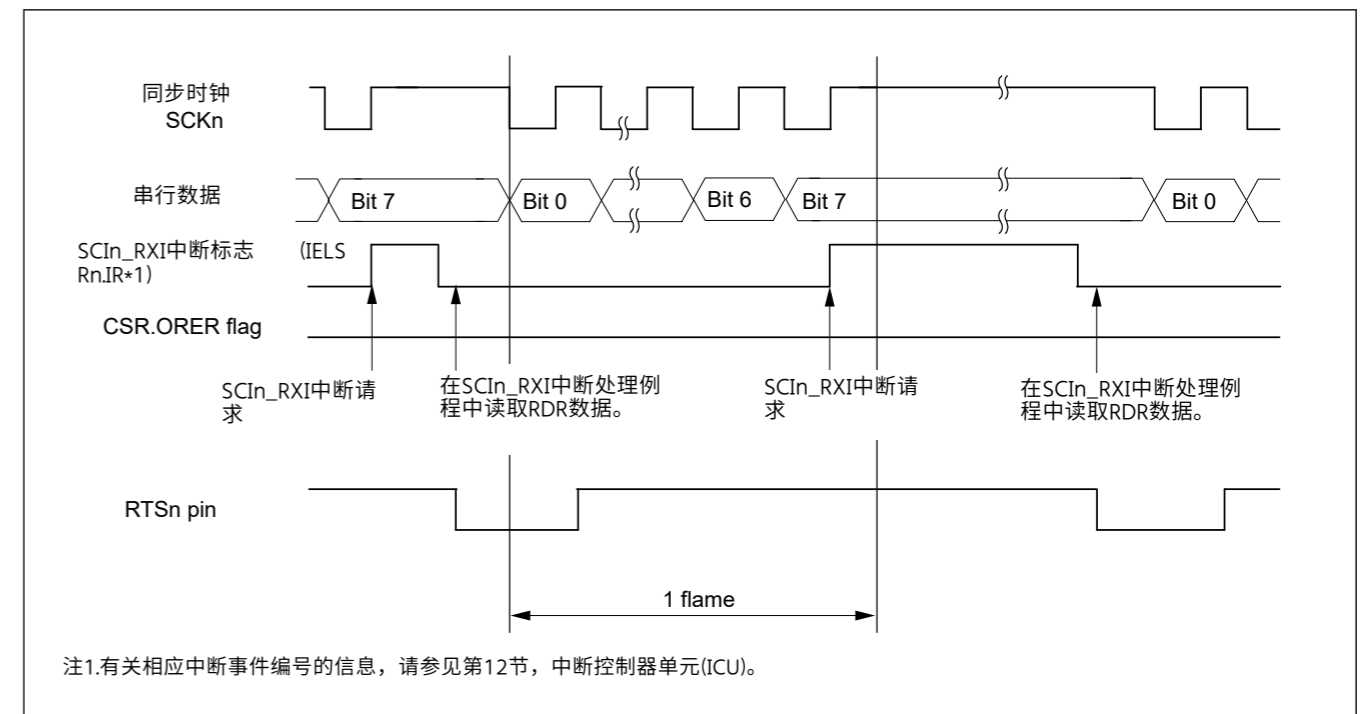 同步时钟
SCKn
串行数据
Bit 7
Bit 0
Bit 6
Bit 7
Bit 0
SCIn_RXI中断标志 (IELS
Rn.IR*1)
CSR.ORER flag
SCIn_RXI中断请
求
在SCIn_RXI中断处理例
程中读取RDR数据。
SCIn_RXI中断请
求
在SCIn_RXI中断处理例
程中读取RDR数据。
RTSn pin
1 flame
注1.有关相应中断事件编号的信息，请参见第12节，中断控制器单元(ICU)。